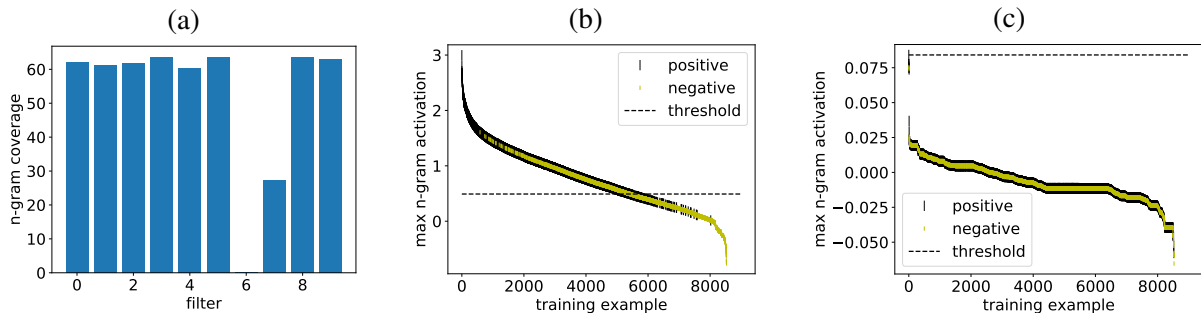 (a)
n-gram coverage
60
50
40
30
20
10
0
0 2 4 6 8
filter
(b)
max n-gram activation
3
2
1
0
positive
negative
threshold
0 2000 4000 6000 8000
training example
(c)
max n-gram activation
0.075
0.050
0.025
0.000
−0.025
−0.050
positive
negative
threshold
0 2000 4000 6000 8000
training example